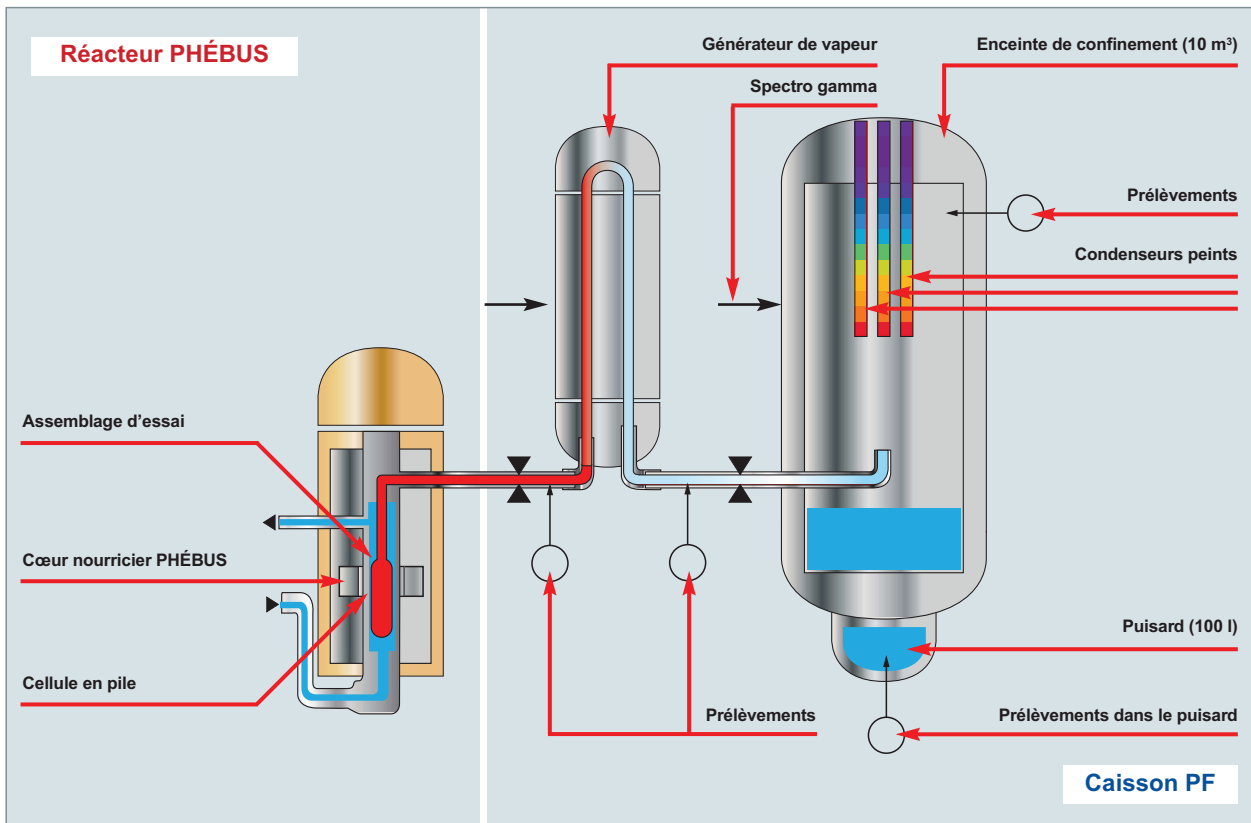 Réacteur PHÉBUS
Générateur de vapeur
Enceinte de confinement (10 m³)
Spectro gamma
Prélèvements
Condenseurs peints
Assemblage d'essai
Cœur nourricier PHÉBUS
Cellule en pile
Puisard (100 l)
Prélèvements
Prélèvements dans le puisard
Caisson PF